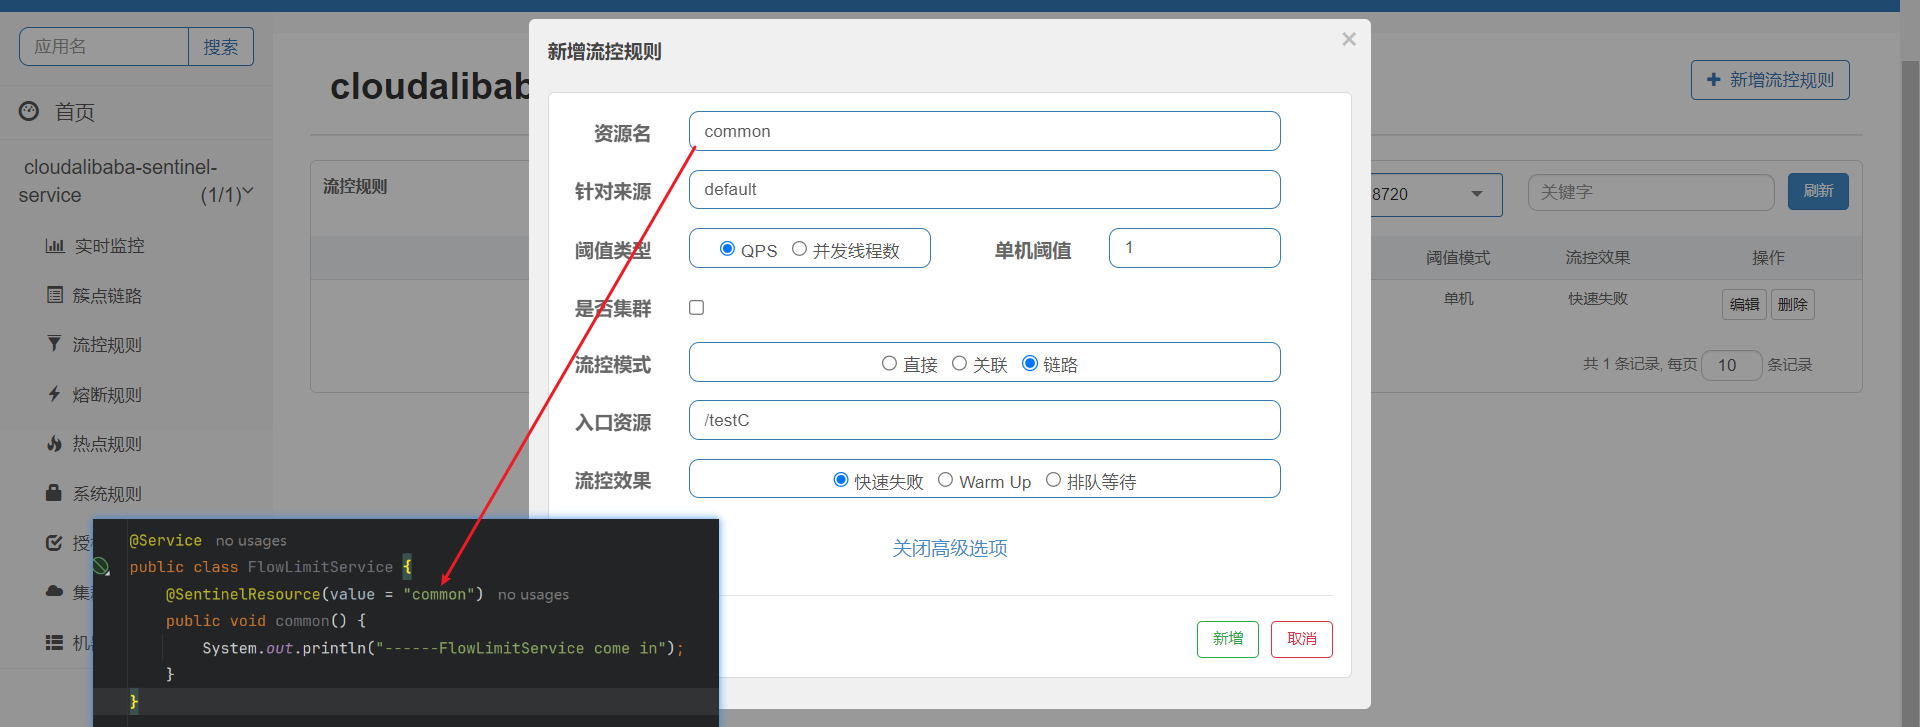 应用名 搜索
首页
cloudalibaba-sentinel-
service (1/1)
实时监控
簇点链路
流控规则
熔断规则
热点规则
系统规则
授
集
机
cloudalibaba
新增流控规则
流控规则
8720 关键字 刷新
阈值模式 流控效果 操作
单机 快速失败 编辑 删除
共 1 条记录, 每页 10 条记录
新增流控规则 ×
资源名 common
针对来源 default
阈值类型 QPS 并发线程数 单机阈值 1
是否集群
流控模式 直接 关联 链路
入口资源 /testC
流控效果 快速失败 Warm Up 排队等待
关闭高级选项
新增 取消
@Service no usages
public class FlowLimitService {
@SentinelResource(value = "common") no usages
public void common() {
System.out.println("------FlowLimitService come in");
}
}